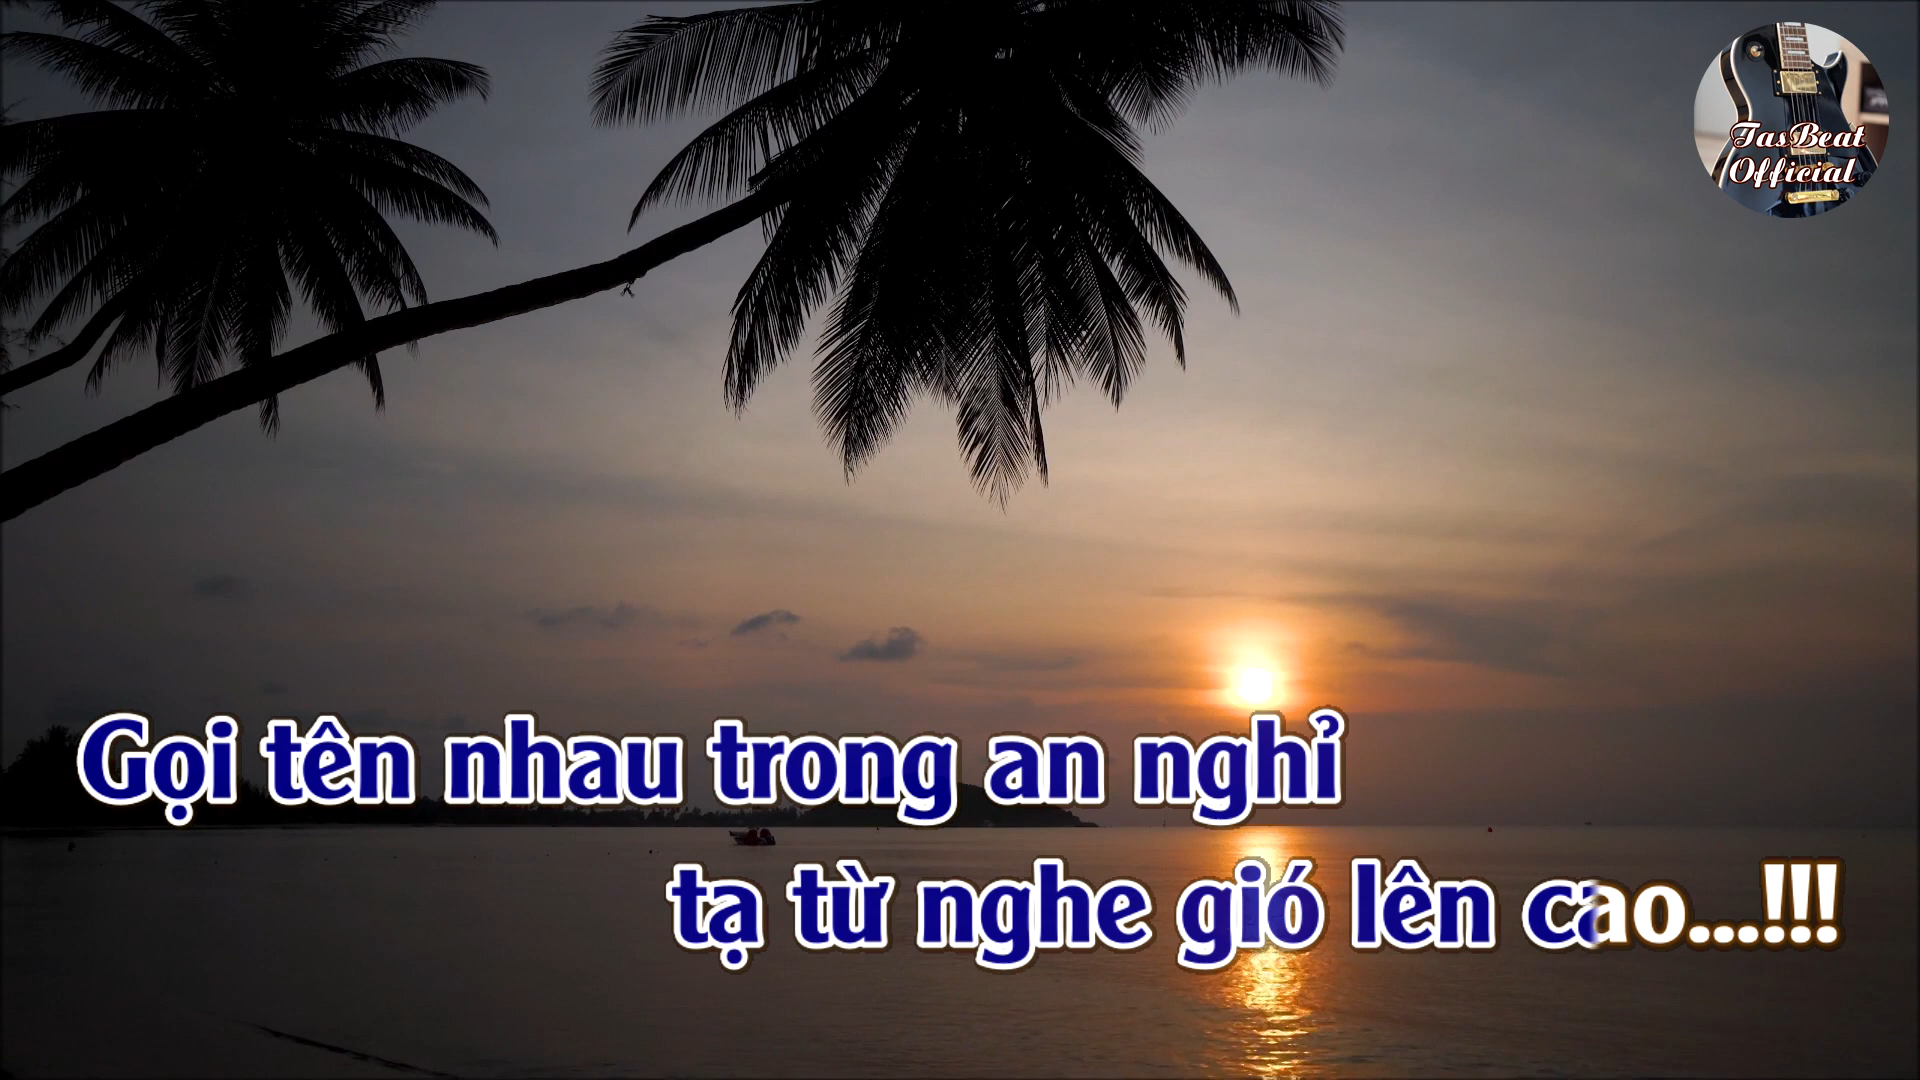 TasBeat
Official
Gọi tên nhau trong an nghỉ
tạ từ nghe gió lên cao...!!!